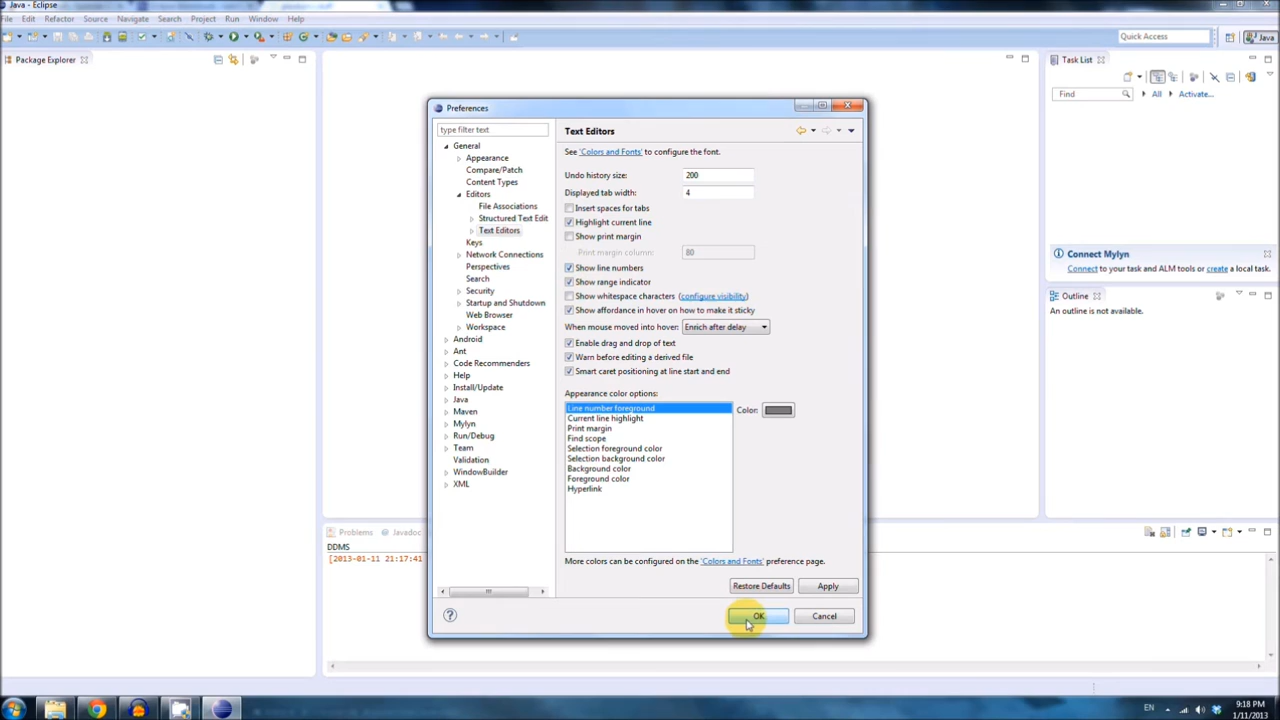 Java - Eclipse
File Edit Refactor Source Navigate Search Project Run Window Help
Quick Access
Java
Package Explorer
Task List
Find
All
Activate...
Connect Mylyn
Connect to your task and ALM tools or create a local task.
Outline
An outline is not available.
Problems
Javadoc
DDMS
[2013-01-11 21:17:41
Preferences
type filter text
General
Appearance
Compare/Patch
Content Types
Editors
File Associations
Structured Text Edit
Text Editors
Keys
Network Connections
Perspectives
Search
Security
Startup and Shutdown
Web Browser
Workspace
Android
Ant
Code Recommenders
Help
Install/Update
Java
Maven
Mylyn
Run/Debug
Team
Validation
WindowBuilder
XML
Text Editors
See 'Colors and Fonts' to configure the font.
Undo history size: 200
Displayed tab width: 4
Insert spaces for tabs
Highlight current line
Show print margin
Print margin column: 80
Show line numbers
Show range indicator
Show whitespace characters (configure visibility)
Show affordance in hover on how to make it sticky
When mouse moved into hover: Enrich after delay
Enable drag and drop of text
Warn before editing a derived file
Smart caret positioning at line start and end
Appearance color options:
Line number foreground
Current line highlight
Print margin
Find scope
Selection foreground color
Selection background color
Background color
Foreground color
Hyperlink
Color:
More colors can be configured on the 'Colors and Fonts' preference page.
Restore Defaults
Apply
OK
Cancel
EN
9:18 PM
1/11/2013